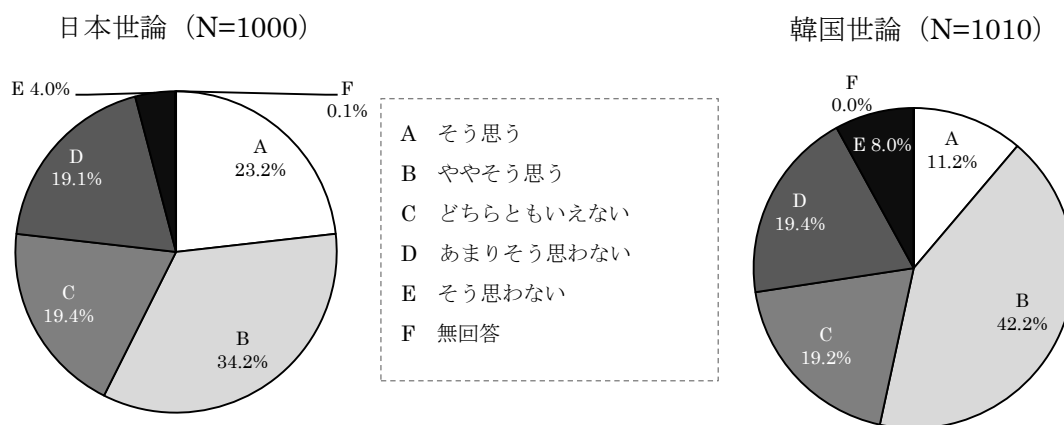 日本世論（N=1000）
E 4.0%
F
0.1%
A
23.2%
D
19.1%
C
19.4%
B
34.2%
A そう思う
B ややそう思う
C どちらともいえない
D あまりそう思わない
E そう思わない
F 無回答
韓国世論（N=1010）
F
0.0%
E 8.0%
A
11.2%
D
19.4%
B
42.2%
C
19.2%